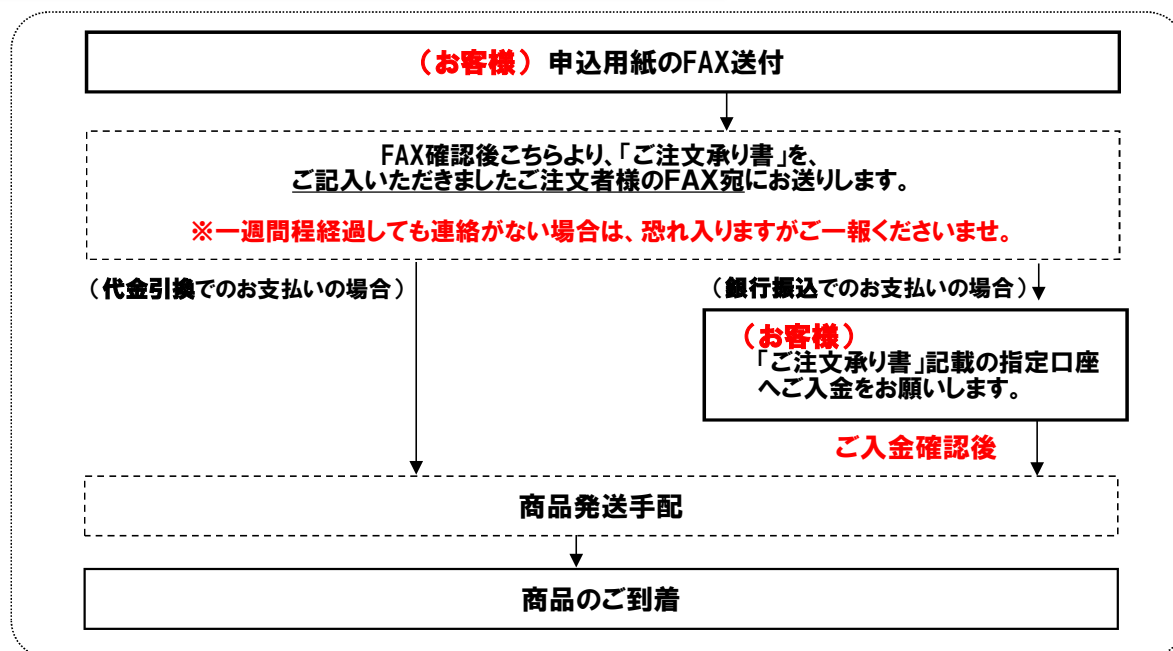 （お客様）申込用紙のFAX送付
FAX確認後こちらより、「ご注文承り書」を、
ご記入いただきましたご注文者様のFAX宛にお送りします。
※一週間程経過しても連絡がない場合は、恐れ入りますがご一報くださいませ。
（代金引換でのお支払いの場合）
（銀行振込でのお支払いの場合）
（お客様）
「ご注文承り書」記載の指定口座
へご入金をお願いします。
ご入金確認後
商品発送手配
商品のご到着